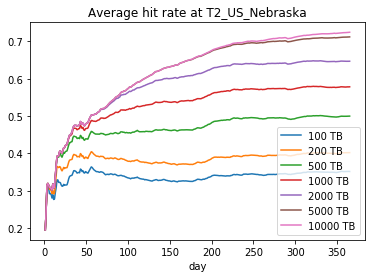 Average hit rate at T2_US_Nebraska
0.7
0.6
0.5
0.4
0.3
0.2
100 TB
200 TB
500 TB
1000 TB
2000 TB
5000 TB
10000 TB
0 50 100 150 200 250 300 350
day